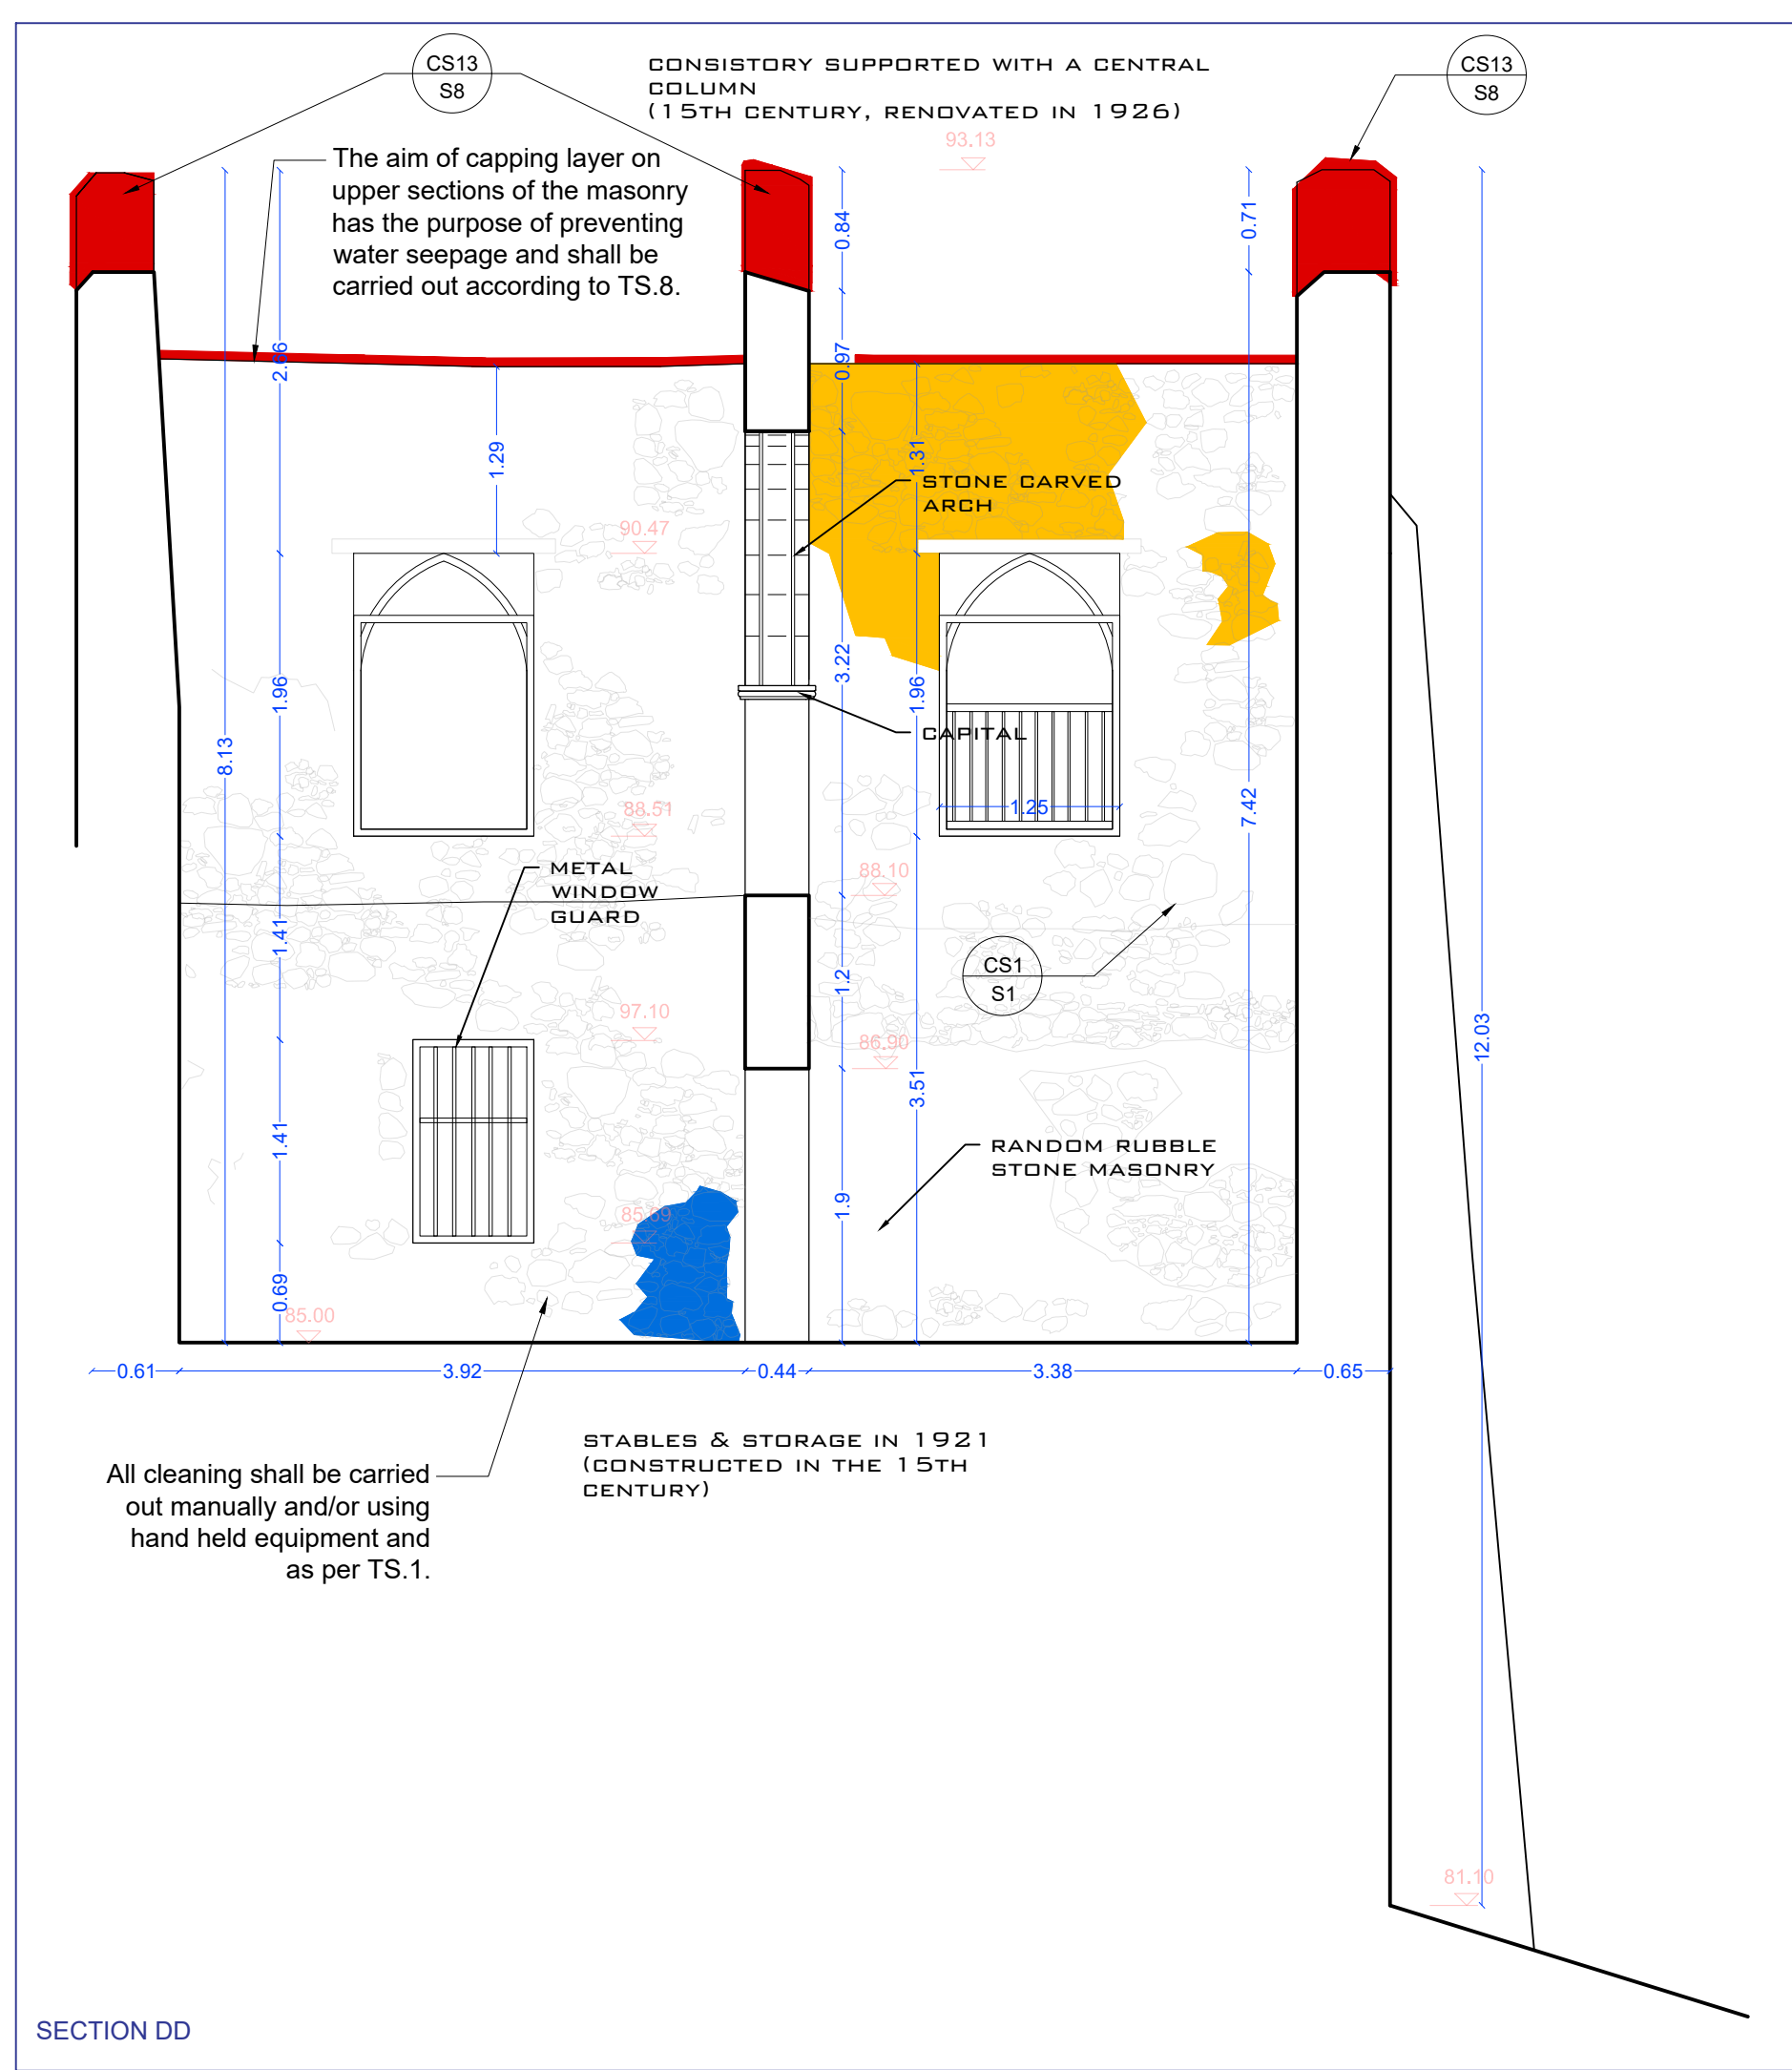 CS13
S8
CONSISTORY SUPPORTED WITH A CENTRAL
COLUMN
(15TH CENTURY, RENOVATED IN 1926)
CS13
S8
93.13
The aim of capping layer on
upper sections of the masonry
has the purpose of preventing
water seepage and shall be
carried out according to TS.8.
0.84
0.71
2.66
0.97
1.29
1.31
STONE CARVED
ARCH
90.47
3.22
1.96
1.96
8.13
CAPITAL
88.51
1.25
7.42
METAL
WINDOW
GUARD
88.10
1.41
CS1
S1
1.2
97.10
86.90
12.03
3.51
1.41
RANDOM RUBBLE
STONE MASONRY
1.9
85.69
0.69
85.00
0.61
3.92
0.44
3.38
0.65
STABLES & STORAGE IN 1921
(CONSTRUCTED IN THE 15TH
CENTURY)
All cleaning shall be carried
out manually and/or using
hand held equipment and
as per TS.1.
81.10
SECTION DD